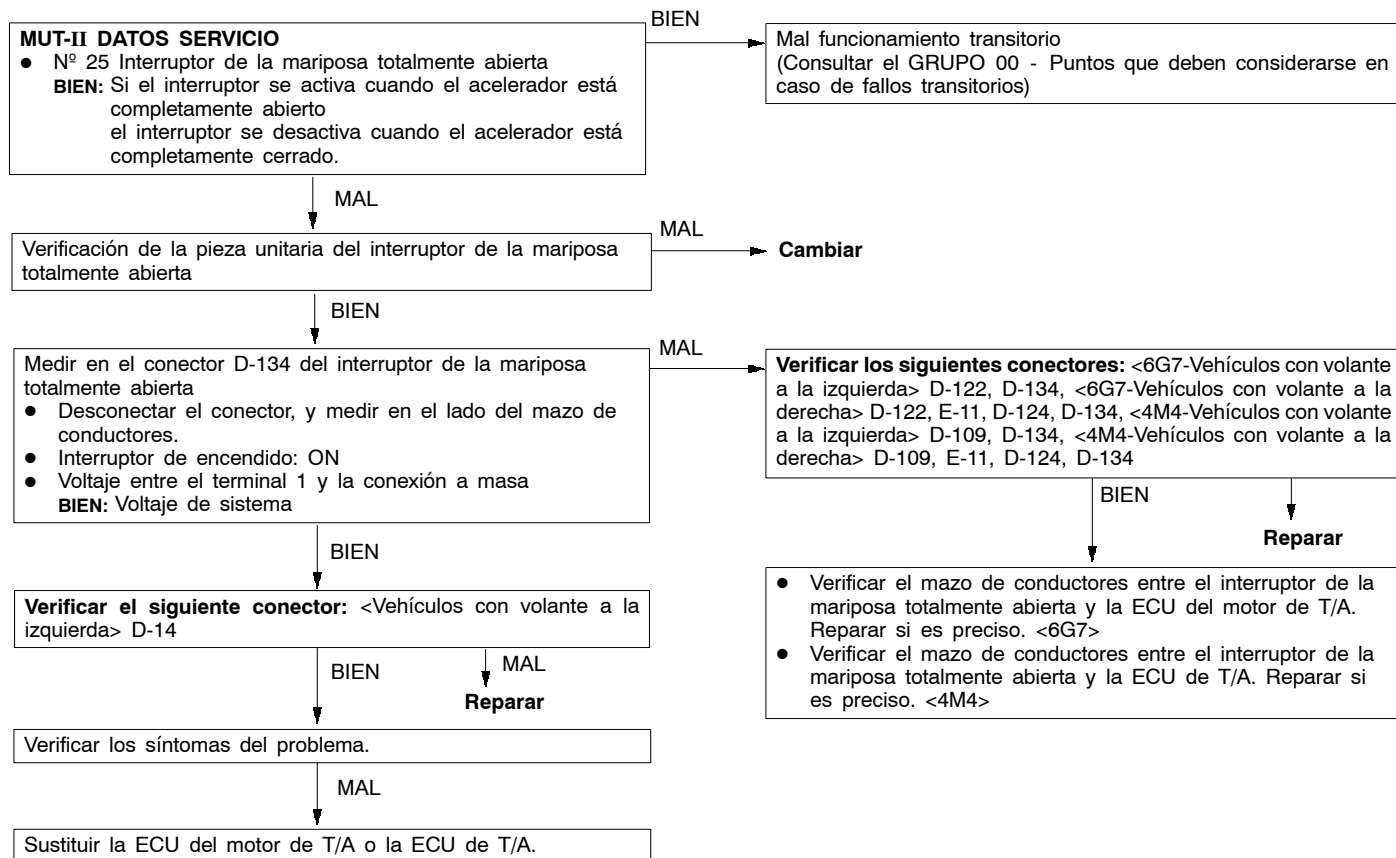 BIEN
MUT-II DATOS SERVICIO
● Nº 25 Interruptor de la mariposa totalmente abierta
BIEN: Si el interruptor se activa cuando el acelerador está
completamente abierto
el interruptor se desactiva cuando el acelerador está
completamente cerrado.
Mal funcionamiento transitorio
(Consultar el GRUPO 00 - Puntos que deben considerarse en
caso de fallos transitorios)
MAL
Verificación de la pieza unitaria del interruptor de la mariposa
totalmente abierta
MAL
Cambiar
BIEN
Medir en el conector D-134 del interruptor de la mariposa
totalmente abierta
● Desconectar el conector, y medir en el lado del mazo de
conductores.
● Interruptor de encendido: ON
● Voltaje entre el terminal 1 y la conexión a masa
BIEN: Voltaje de sistema
MAL
Verificar los siguientes conectores: <6G7-Vehículos con volante
a la izquierda> D-122, D-134, <6G7-Vehículos con volante a la
derecha> D-122, E-11, D-124, D-134, <4M4-Vehículos con volante
a la izquierda> D-109, D-134, <4M4-Vehículos con volante a la
derecha> D-109, E-11, D-124, D-134
BIEN
Reparar
● Verificar el mazo de conductores entre el interruptor de la
mariposa totalmente abierta y la ECU del motor de T/A.
Reparar si es preciso. <6G7>
● Verificar el mazo de conductores entre el interruptor de la
mariposa totalmente abierta y la ECU de T/A. Reparar si
es preciso. <4M4>
BIEN
Verificar el siguiente conector: <Vehículos con volante a la
izquierda> D-14
BIEN
MAL
Reparar
Verificar los síntomas del problema.
MAL
Sustituir la ECU del motor de T/A o la ECU de T/A.